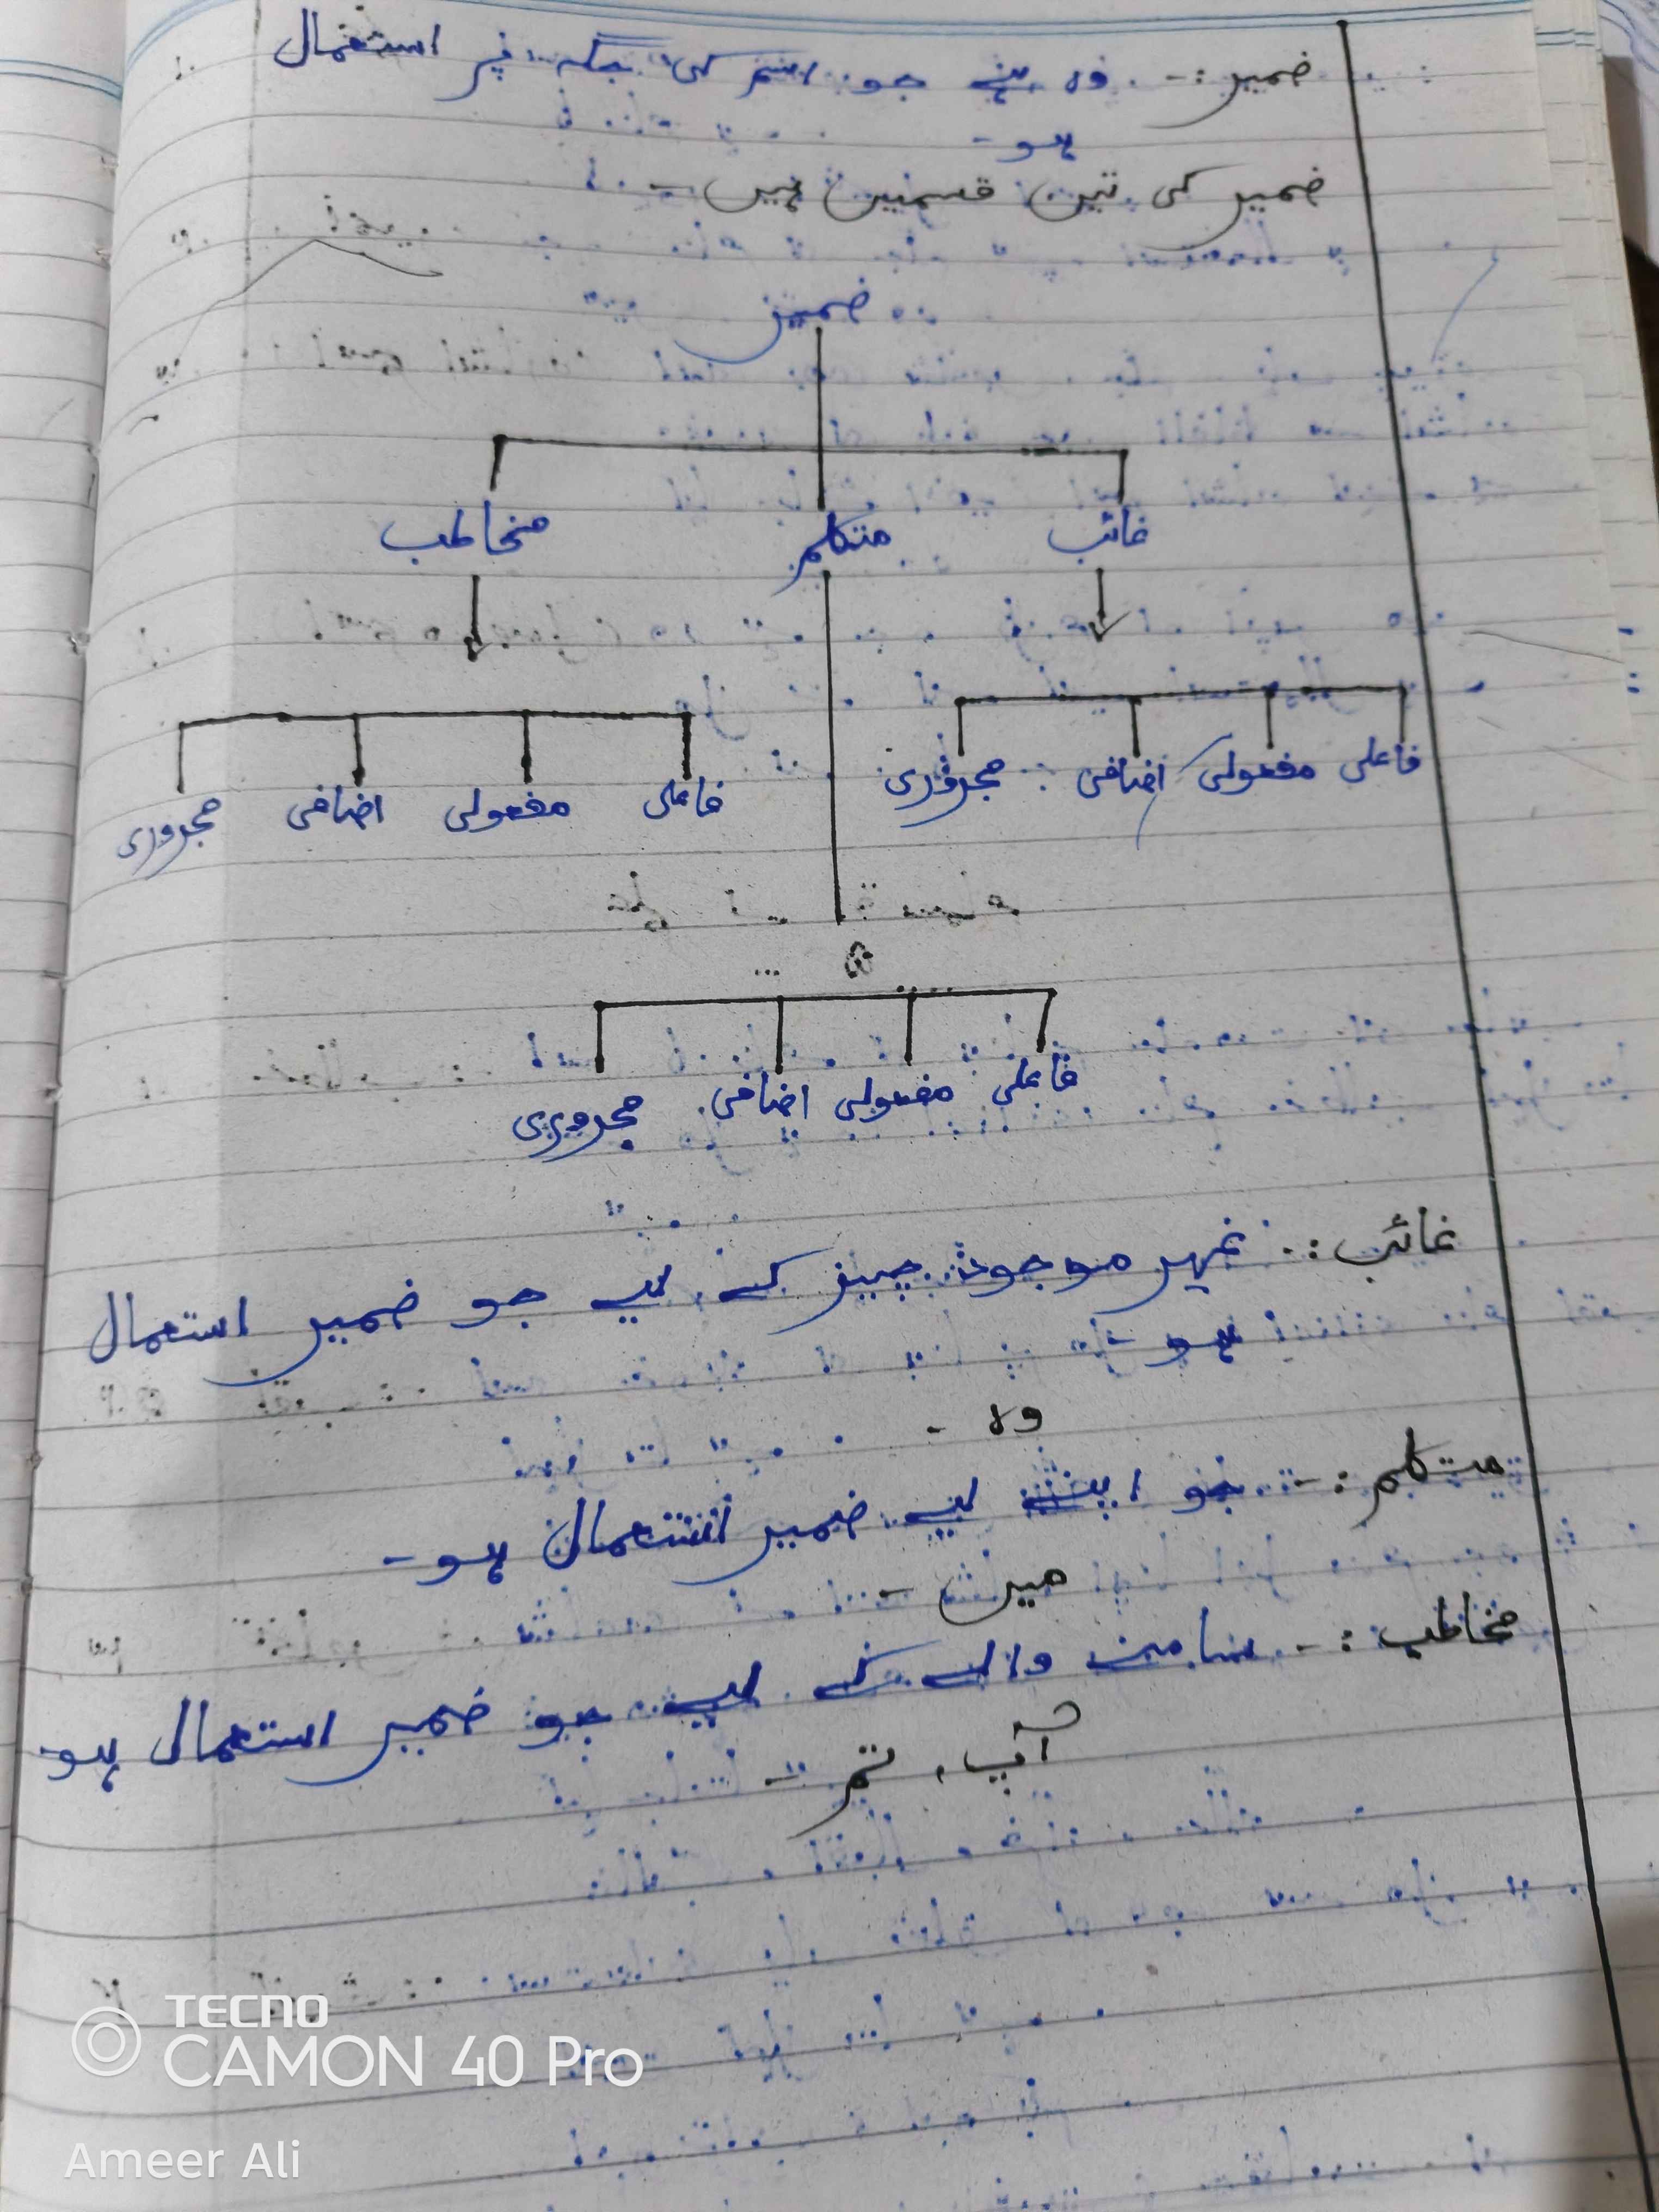 ضمیر :- وہ ہے جو اسم کی جگہ پر استعمال
ہو-
ضمیر کی تین قسمیں ہیں-
ضمیر
غائب متکلم مخاطب
فاعلی مفعولی اضافی مجروری
فاعلی مفعولی اضافی مجروری
فاعلی مفعولی اضافی مجروری
غائب :- غیر موجود چیز کے لیے جو ضمیر استعمال
ہو-
وہ -
متکلم :- جو اپنے لیے ضمیر استعمال ہو-
میں -
مخاطب :- سامنے والے کے لیے جو ضمیر استعمال ہو-
آپ ، تم -
TECNO
CAMON 40 Pro
Ameer Ali